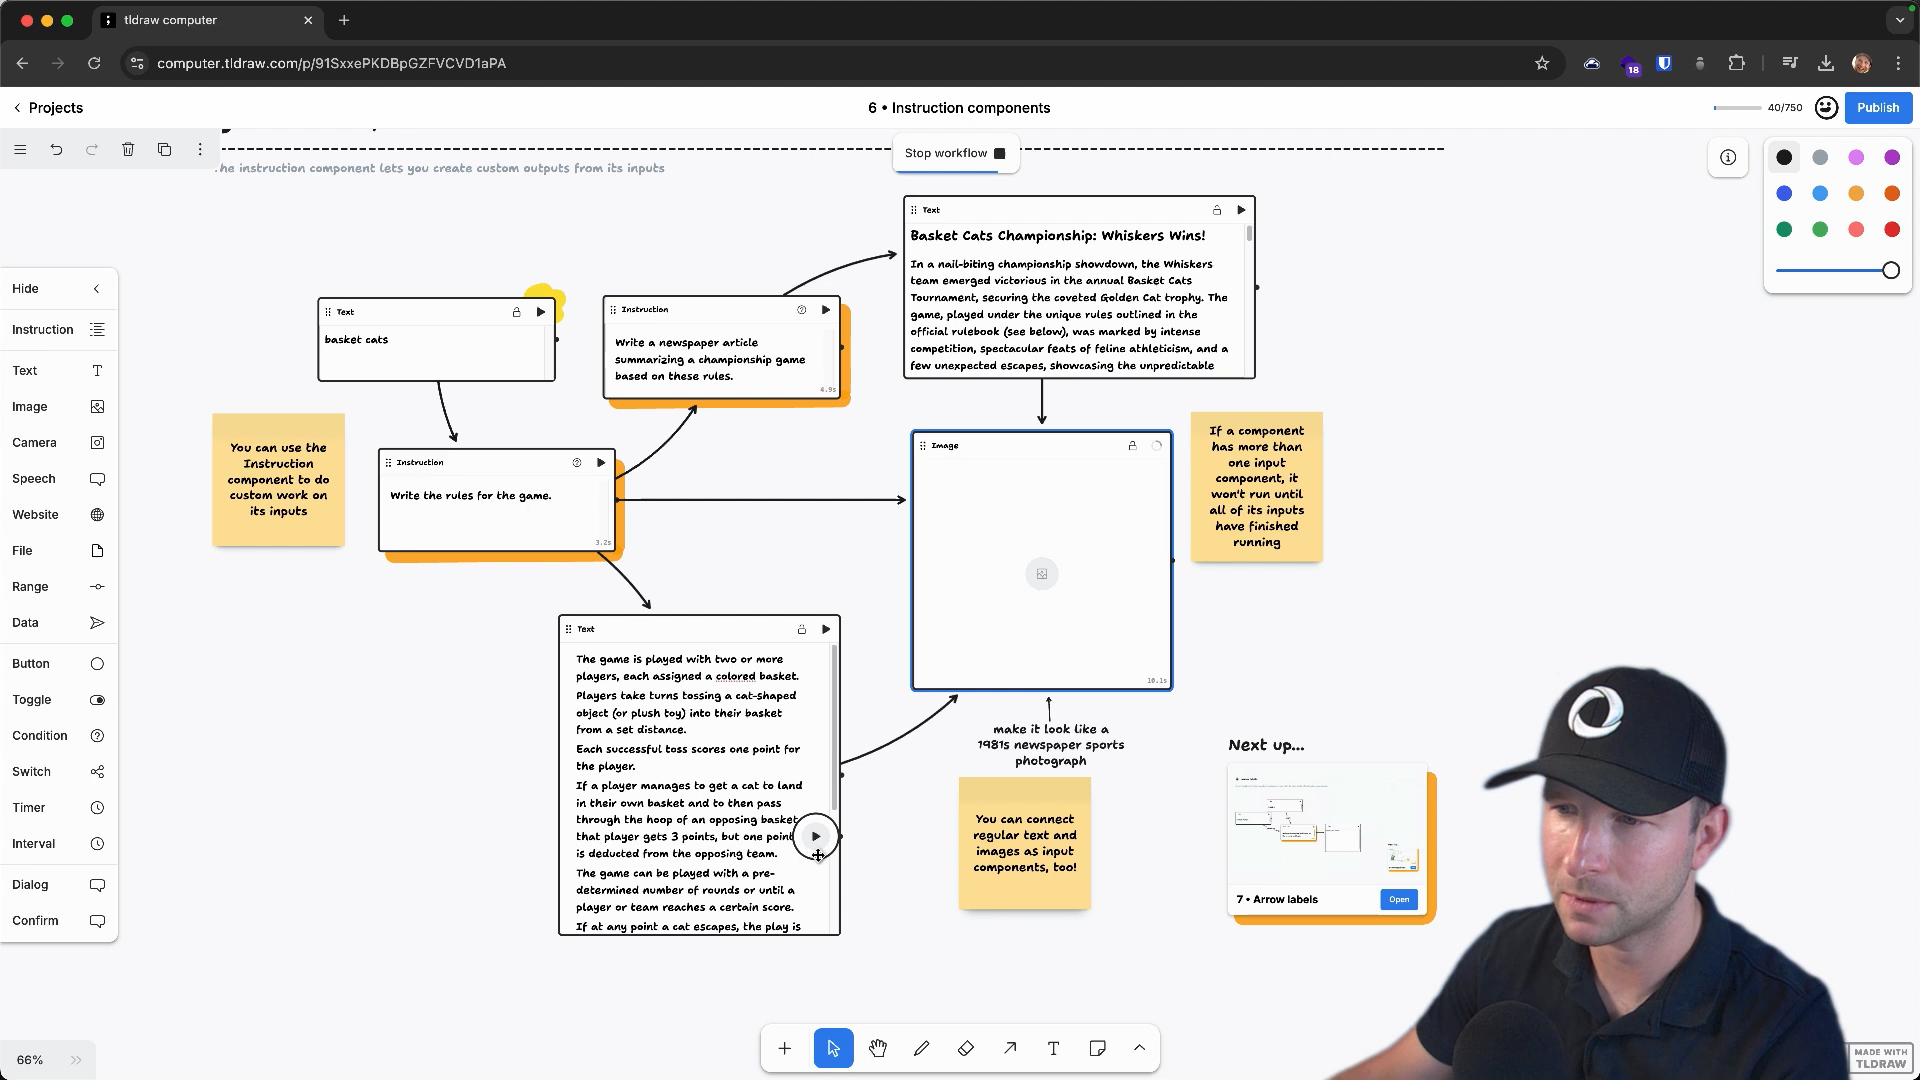 tldraw computer
computer.tldraw.com/p/91SxxePKDBpGZFVCVD1aPA
18
Projects
6 • Instruction components
40/750
Publish
Stop workflow
he instruction component lets you create custom outputs from its inputs
Hide
Instruction
Text
Image
Camera
Speech
Website
File
Range
Data
Button
Toggle
Condition
Switch
Timer
Interval
Dialog
Confirm
Text
basket cats
Instruction
Write a newspaper article
summarizing a championship game
based on these rules.
4.9s
Text
Basket Cats Championship: Whiskers Wins!
In a nail-biting championship showdown, the Whiskers
team emerged victorious in the annual Basket Cats
Tournament, securing the coveted Golden Cat trophy. The
game, played under the unique rules outlined in the
official rulebook (see below), was marked by intense
competition, spectacular feats of feline athleticism, and a
few unexpected escapes, showcasing the unpredictable
You can use the
Instruction
component to do
custom work on
its inputs
Instruction
Write the rules for the game.
3.2s
Image
10.1s
If a component
has more than
one input
component, it
won't run until
all of its inputs
have finished
running
Text
The game is played with two or more
players, each assigned a colored basket.
Players take turns tossing a cat-shaped
object (or plush toy) into their basket
from a set distance.
Each successful toss scores one point for
the player.
If a player manages to get a cat to land
in their own basket and to then pass
through the hoop of an opposing basket
that player gets 3 points, but one point
is deducted from the opposing team.
The game can be played with a pre-
determined number of rounds or until a
player or team reaches a certain score.
If at any point a cat escapes, the play is
make it look like a
1981s newspaper sports
photograph
You can connect
regular text and
images as input
components, too!
Next up...
7 • Arrow labels
Open
66%
MADE WITH
TLDRAW